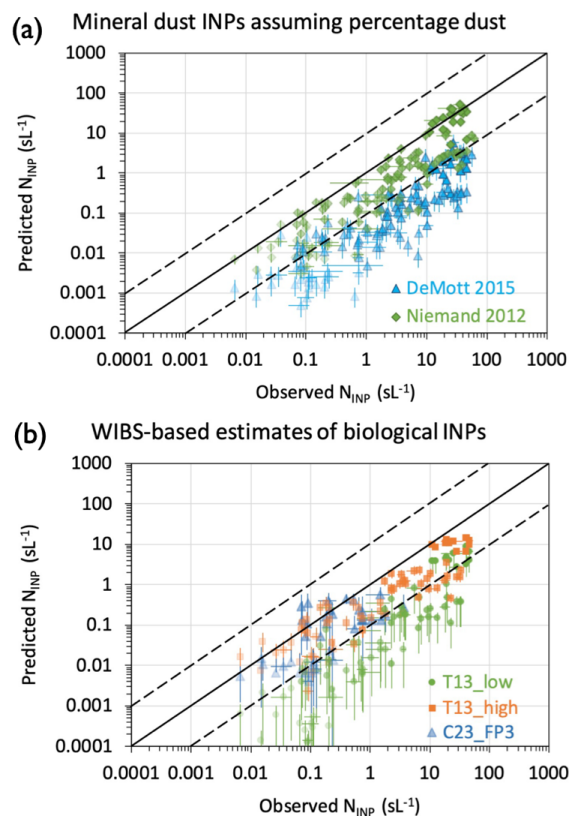 (a) Mineral dust INPs assuming percentage dust
1000
100
10
1
0.1
0.01
0.001
0.0001
Predicted N_INP (sL⁻¹)
DeMott 2015
Niemand 2012
0.0001 0.001 0.01 0.1 1 10 100 1000
Observed N_INP (sL⁻¹)
(b) WIBS-based estimates of biological INPs
1000
100
10
1
0.1
0.01
0.001
0.0001
Predicted N_INP (sL⁻¹)
T13_low
T13_high
C23_FP3
0.0001 0.001 0.01 0.1 1 10 100 1000
Observed N_INP (sL⁻¹)